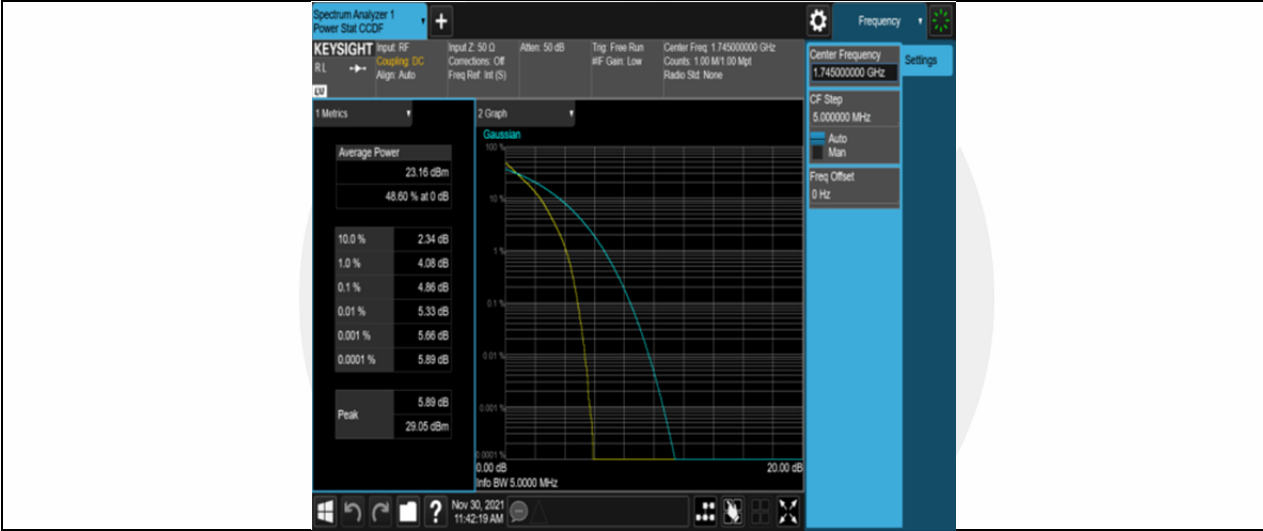 Spectrum Analyzer 1
Power Stat CCDF
+
Frequency
KEYSIGHT
RL
LV
Input: RF
Coupling: DC
Align: Auto
Input Z: 50 Ω
Corrections: Off
Freq Ref: Int (S)
Atten: 50 dB
Trig: Free Run
#IF Gain: Low
Center Freq: 1.745000000 GHz
Counts: 1.00 M/1.00 Mpt
Radio Std: None
Center Frequency
1.745000000 GHz
Settings
CF Step
5.000000 MHz
Auto
Man
Freq Offset
0 Hz
1 Metrics
Average Power
23.16 dBm
48.60 % at 0 dB
10.0 % 2.34 dB
1.0 % 4.08 dB
0.1 % 4.86 dB
0.01 % 5.33 dB
0.001 % 5.66 dB
0.0001 % 5.89 dB
Peak
5.89 dB
29.05 dBm
2 Graph
Gaussian
100 %
10 %
1 %
0.1 %
0.01 %
0.001 %
0.0001 %
0.00 dB 20.00 dB
Info BW 5.0000 MHz
?
Nov 30, 2021
11:42:19 AM